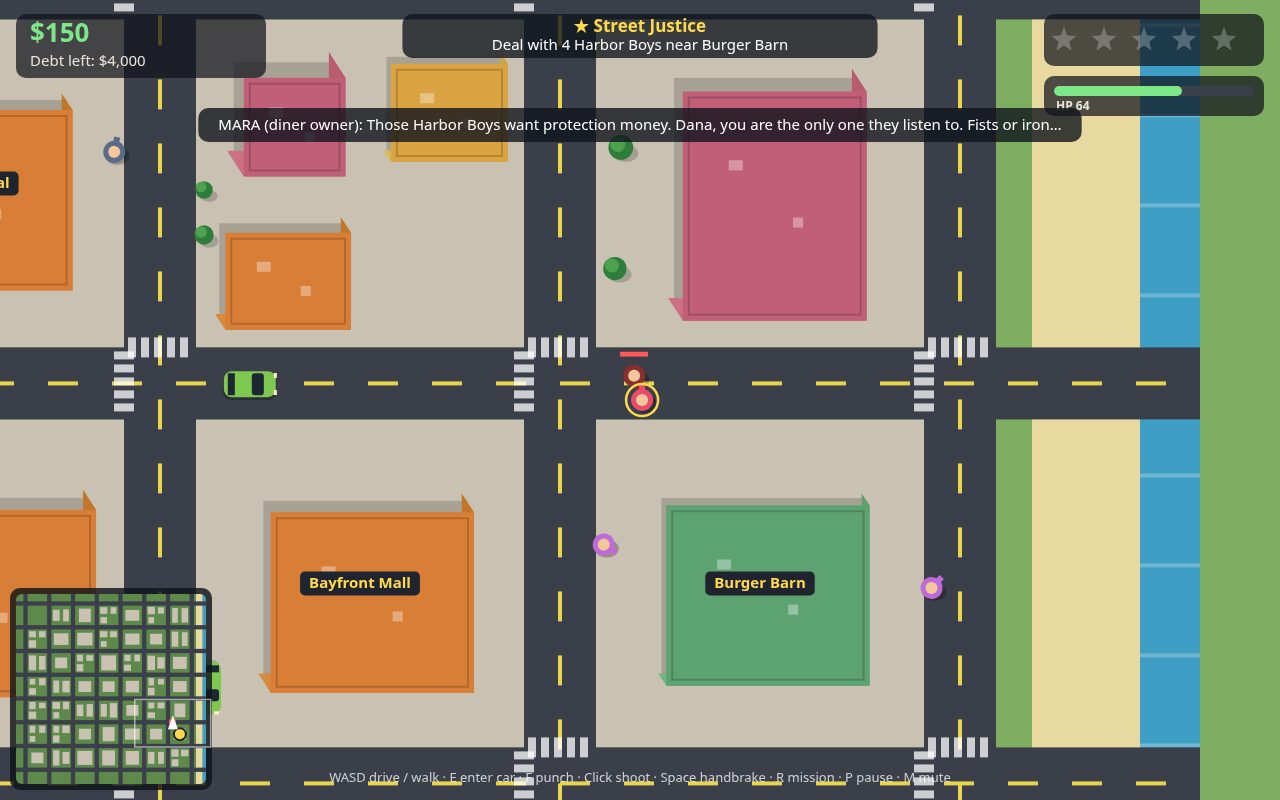 $150
Debt left: $4,000
★ Street Justice
Deal with 4 Harbor Boys near Burger Barn
HP 64
MARA (diner owner): Those Harbor Boys want protection money. Dana, you are the only one they listen to. Fists or iron…
al
Bayfront Mall
Burger Barn
WASD drive / walk · E enter car · F punch · Click shoot · Space handbrake · R mission · P pause · M mute